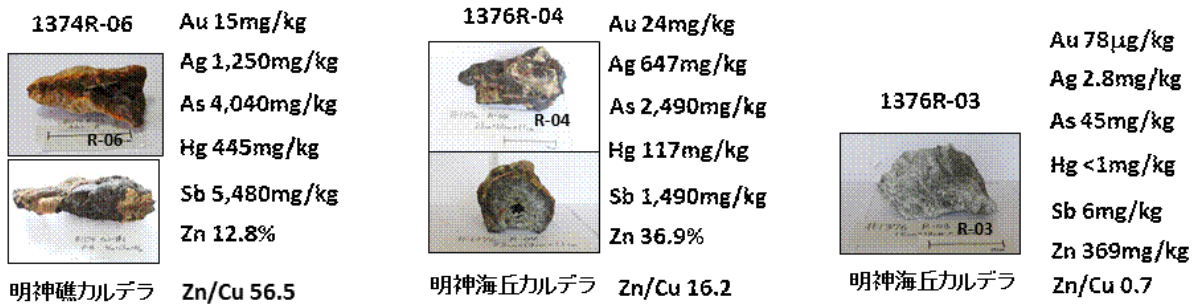 1374R-06
Au 15mg/kg
Ag 1,250mg/kg
As 4,040mg/kg
Hg 445mg/kg
Sb 5,480mg/kg
Zn 12.8%
R-06
明神礁カルデラ
Zn/Cu 56.5
1376R-04
Au 24mg/kg
Ag 647mg/kg
As 2,490mg/kg
Hg 117mg/kg
Sb 1,490mg/kg
Zn 36.9%
R-04
明神海丘カルデラ
Zn/Cu 16.2
1376R-03
Au 78μg/kg
Ag 2.8mg/kg
As 45mg/kg
Hg <1mg/kg
Sb 6mg/kg
Zn 369mg/kg
R-03
明神海丘カルデラ
Zn/Cu 0.7